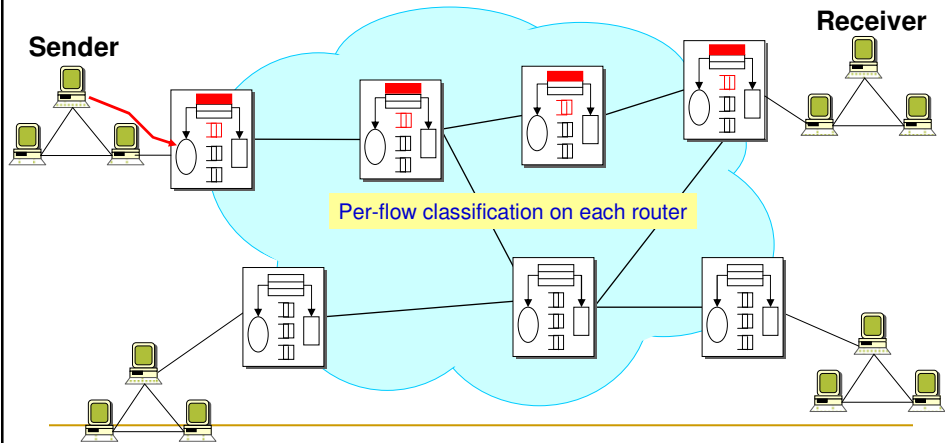 Sender
Receiver
Per-flow classification on each router